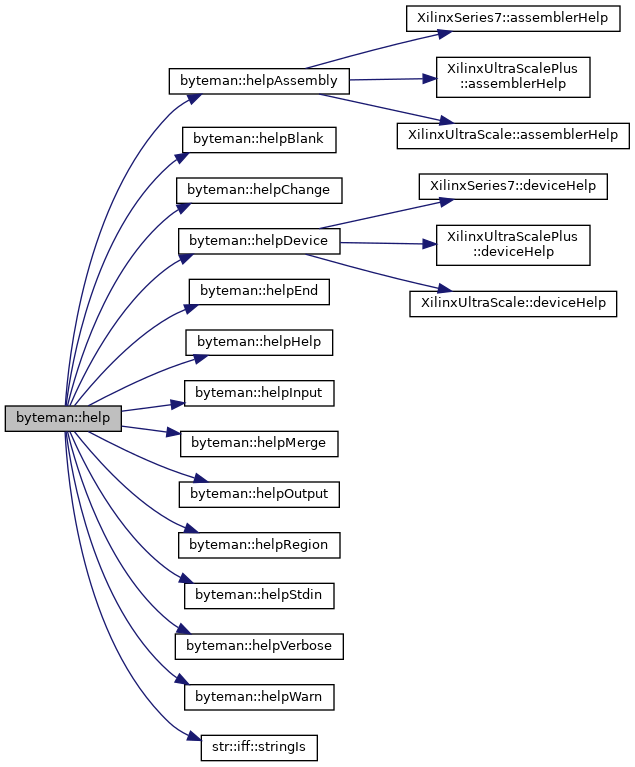 XilinxSeries7::assemblerHelp
byteman::helpAssembly
XilinxUltraScalePlus
::assemblerHelp
XilinxUltraScale::assemblerHelp
byteman::helpBlank
byteman::helpChange
XilinxSeries7::deviceHelp
byteman::helpDevice
XilinxUltraScalePlus
::deviceHelp
byteman::helpEnd
XilinxUltraScale::deviceHelp
byteman::helpHelp
byteman::helpInput
byteman::help
byteman::helpMerge
byteman::helpOutput
byteman::helpRegion
byteman::helpStdin
byteman::helpVerbose
byteman::helpWarn
str::iff::stringIs